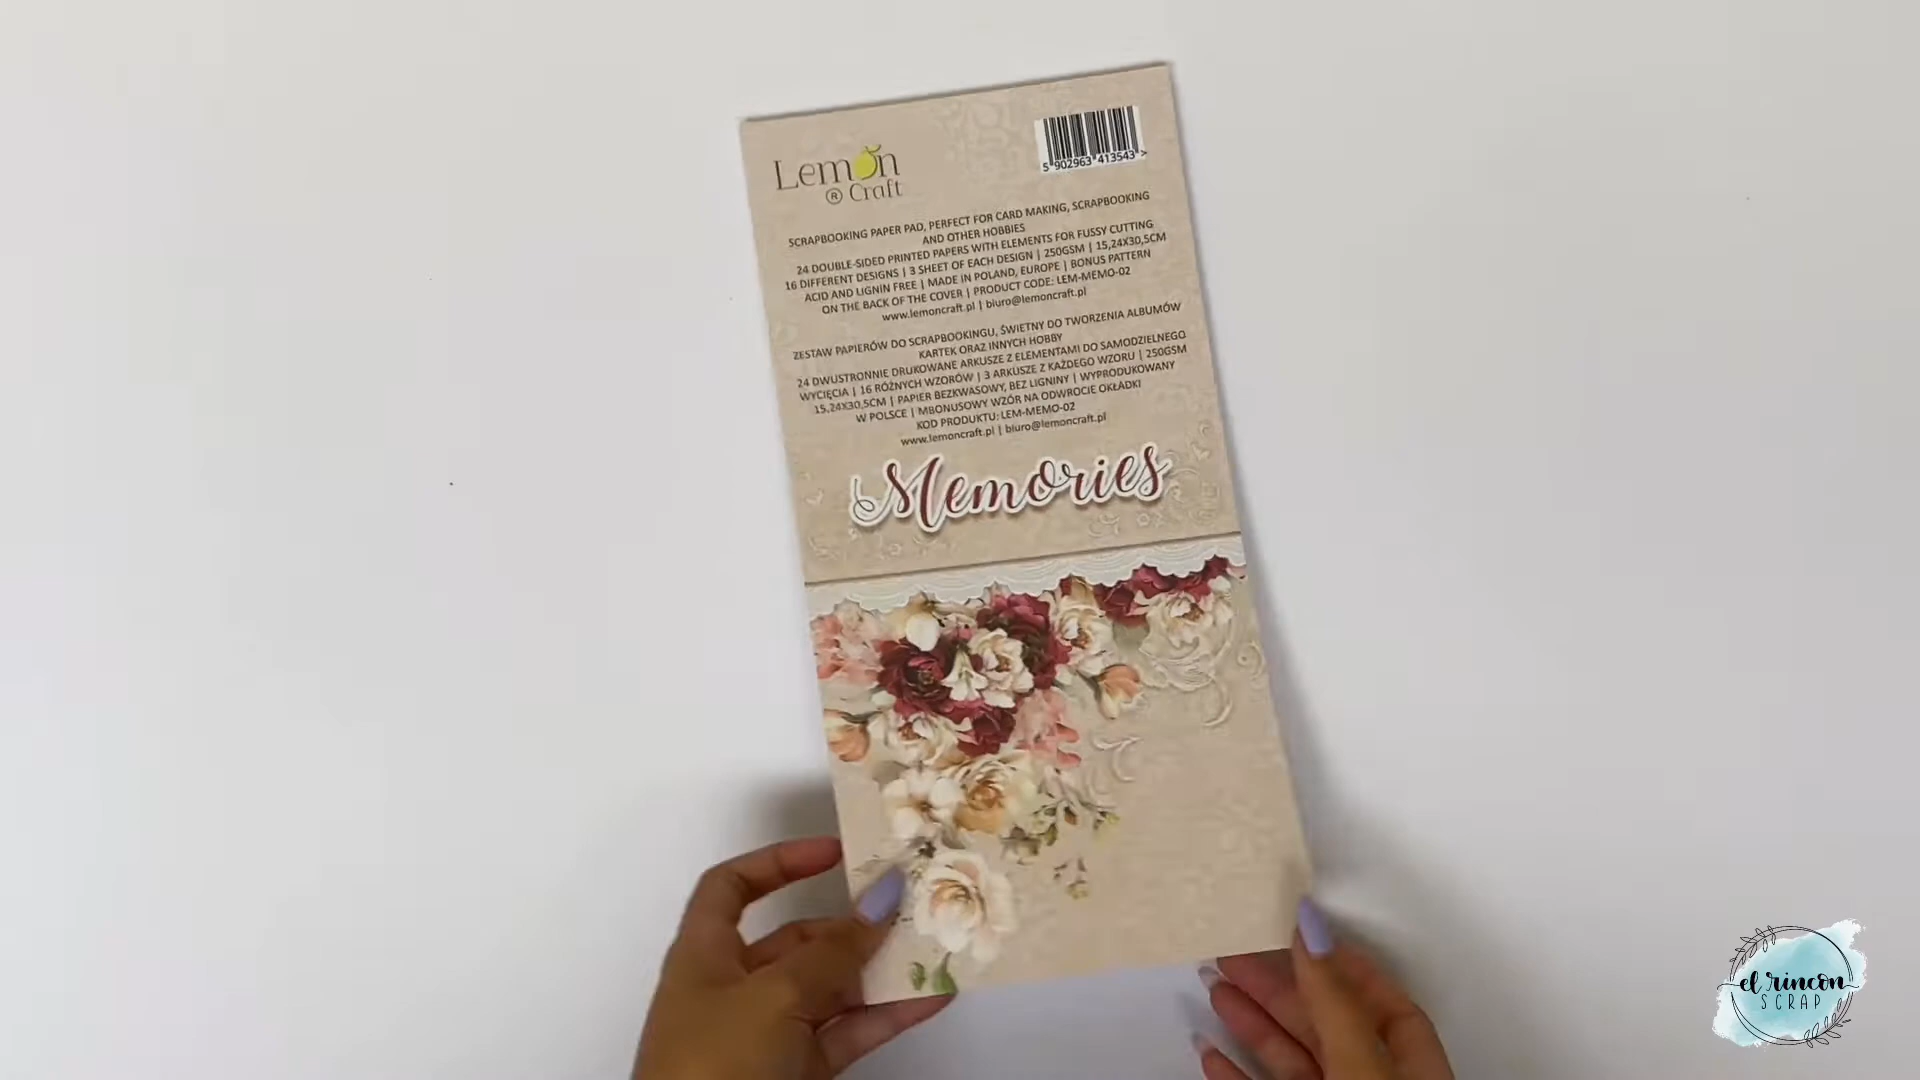 Lemon
® Craft
5 902963 413543 >
SCRAPBOOKING PAPER PAD, PERFECT FOR CARD MAKING, SCRAPBOOKING
AND OTHER HOBBIES
24 DOUBLE-SIDED PRINTED PAPERS WITH ELEMENTS FOR FUSSY CUTTING
16 DIFFERENT DESIGNS | 3 SHEET OF EACH DESIGN | 250GSM | 15,24X30,5CM
ACID AND LIGNIN FREE | MADE IN POLAND, EUROPE | BONUS PATTERN
ON THE BACK OF THE COVER | PRODUCT CODE: LEM-MEMO-02
www.lemoncraft.pl | biuro@lemoncraft.pl
ZESTAW PAPIERÓW DO SCRAPBOOKINGU, ŚWIETNY DO TWORZENIA ALBUMÓW
KARTEK ORAZ INNYCH HOBBY
24 DWUSTRONNIE DRUKOWANE ARKUSZE Z ELEMENTAMI DO SAMODZIELNEGO
WYCIĘCIA | 16 RÓŻNYCH WZORÓW | 3 ARKUSZE Z KAŻDEGO WZORU | 250GSM
15,24X30,5CM | PAPIER BEZKWASOWY, BEZ LIGNINY | WYPRODUKOWANY
W POLSCE | MBONUSOWY WZÓR NA ODWROCIE OKŁADKI
KOD PRODUKTU: LEM-MEMO-02
www.lemoncraft.pl | biuro@lemoncraft.pl
Memories
el rincon
SCRAP